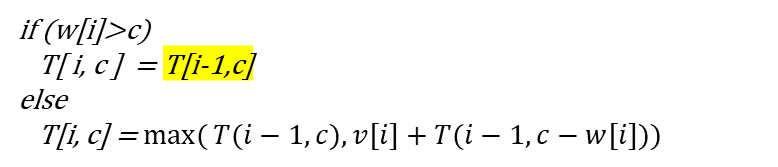 if (w[i]>c)
T[ i, c ] = T[i-1,c]
else
T[i, c] = max( T(i − 1, c), v[i] + T(i − 1, c − w[i]))